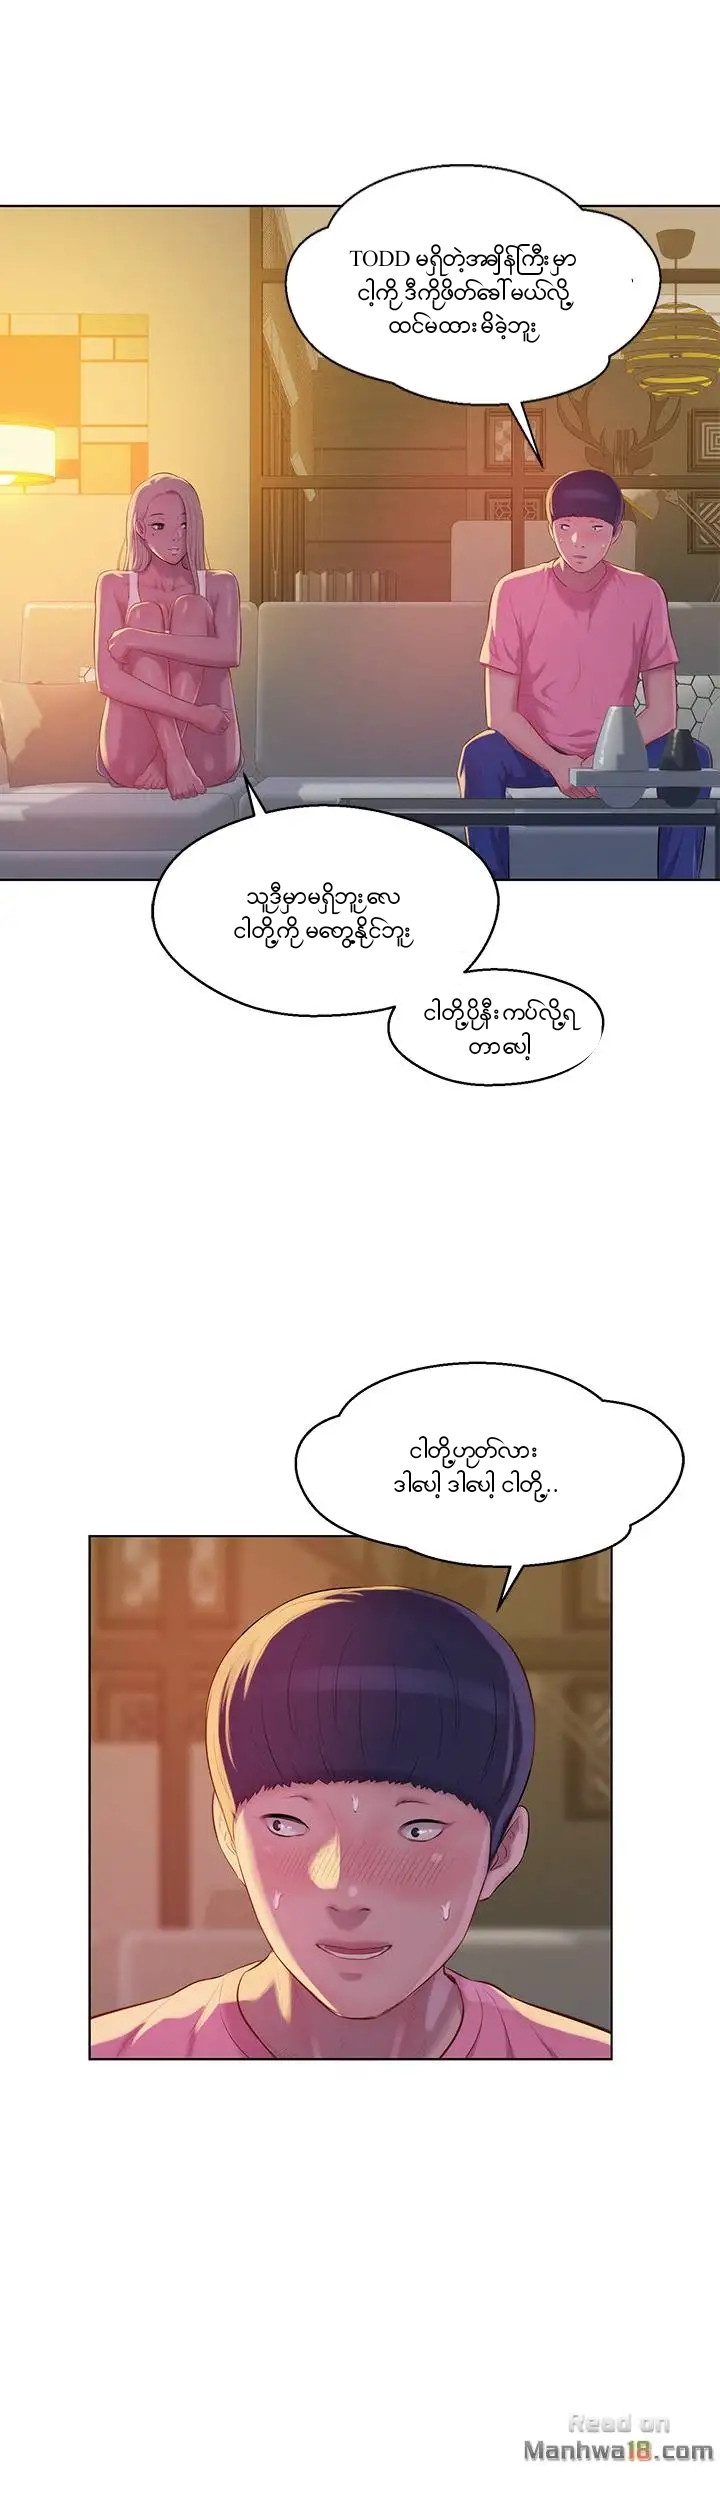 TODD မရှိတဲ့အချိန်ကြီးမှာ
ငါ့ကို ဒီကိုဖိတ်ခေါ်မယ်လို့
ထင်မထားမိခဲ့ဘူး
သူဒီမှာမရှိဘူးလေ
ငါတို့ကို မတွေ့နိုင်ဘူး
ငါတို့ပိုနီးကပ်လို့ရ
တာပေါ့
ငါတို့ဟုတ်လား
ဒါပေါ့ ဒါပေါ့ ငါတို့..
Read on
Manhwa18.com